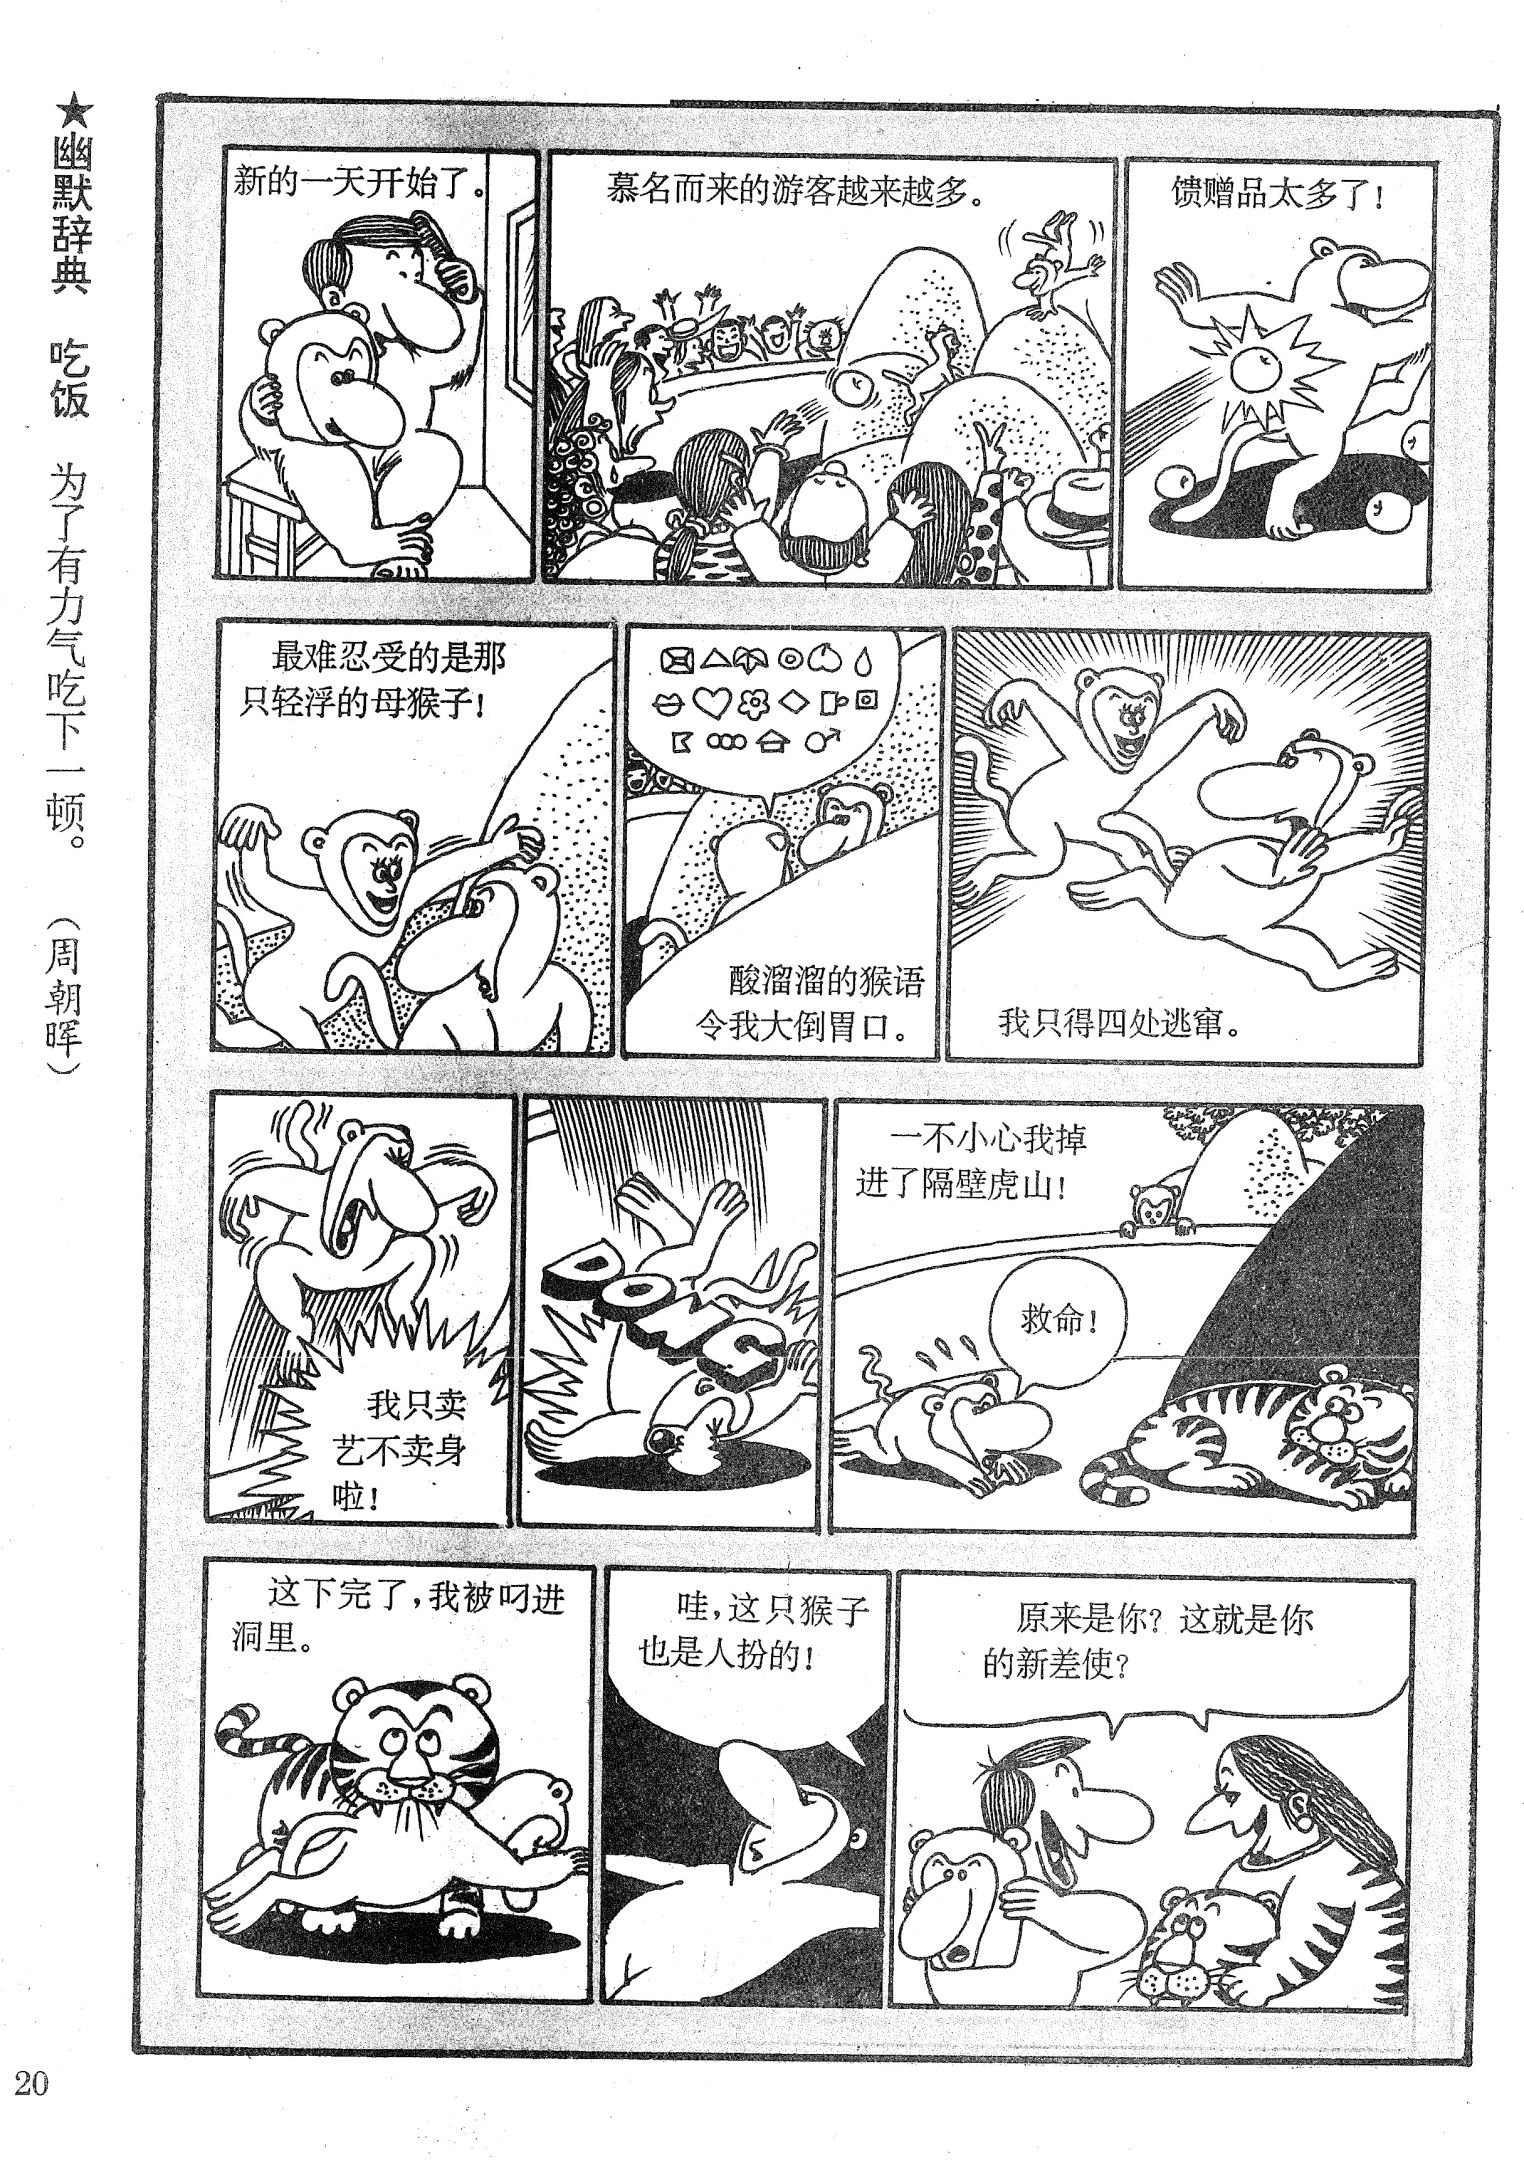 ★幽默辞典 吃饭 为了有力气吃下一顿。 （周朝晖）
新的一天开始了。
慕名而来的游客越来越多。
馈赠品太多了!
最难忍受的是那
只轻浮的母猴子!
酸溜溜的猴语
令我大倒胃口。
我只得四处逃窜。
我只卖
艺不卖身
啦!
DONG
一不小心我掉
进了隔壁虎山!
救命!
这下完了,我被叼进
洞里。
哇,这只猴子
也是人扮的!
原来是你? 这就是你
的新差使?
20